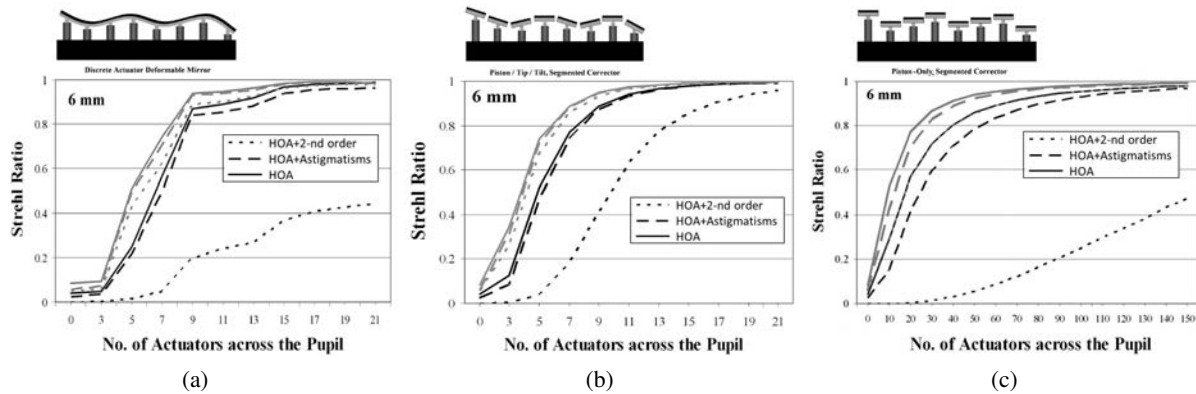 Discrete Actuator Deformable Mirror
1
0.8
0.6
0.4
0.2
0
Strehl Ratio
6 mm
HOA+2-nd order
HOA+Astigmatisms
HOA
0 3 5 7 9 11 13 15 17 19 21
No. of Actuators across the Pupil
(a)
Piston / Tip / Tilt, Segmented Corrector
1
0.8
0.6
0.4
0.2
0
Strehl Ratio
6 mm
HOA+2-nd order
HOA+Astigmatisms
HOA
0 3 5 7 9 11 13 15 17 19 21
No. of Actuators across the Pupil
(b)
Piston-Only, Segmented Corrector
1
0.8
0.6
0.4
0.2
0
Strehl Ratio
6 mm
HOA+2-nd order
HOA+Astigmatisms
HOA
0 10 20 30 40 50 60 70 80 90 100 110 120 130 140 150
No. of Actuators across the Pupil
(c)